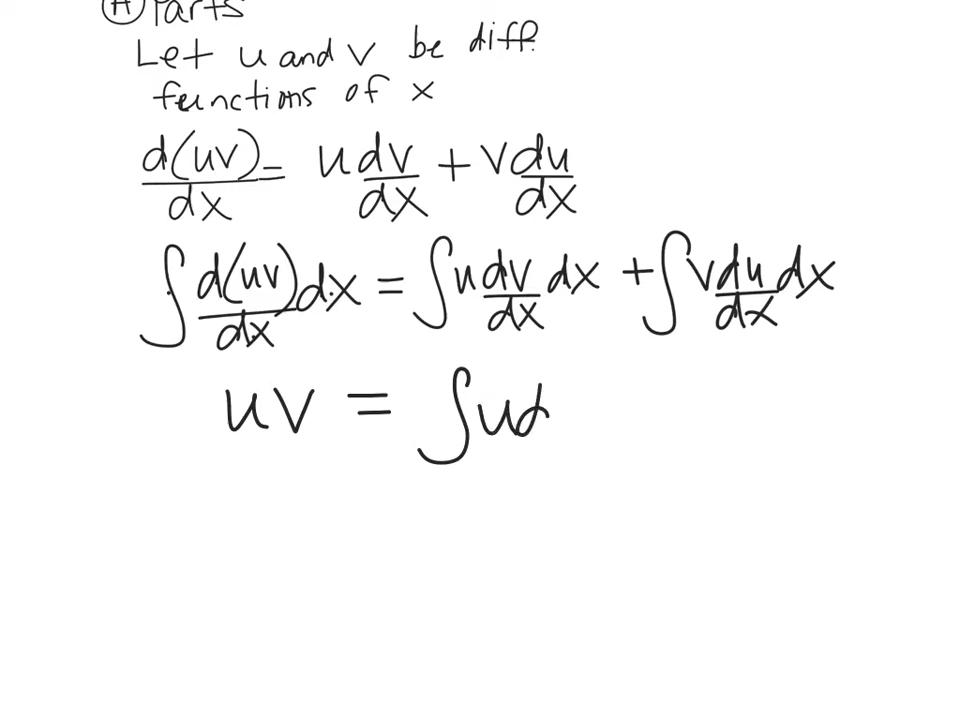 Ⓐ Parts
Let u and v be diff.
functions of x
d(uv)/dx = u dv/dx + v du/dx
∫ d(uv)/dx dx = ∫ u dv/dx dx + ∫ v du/dx dx
uv = ∫ud